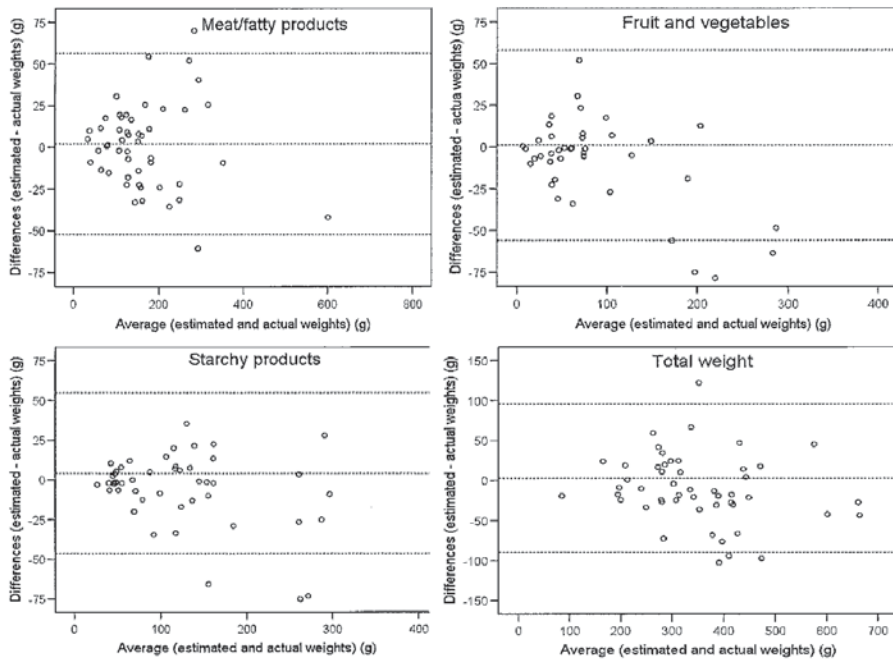 Meat/fatty products
Differences (estimated - actual weights) (g)
75
50
25
0
-25
-50
-75
0 200 400 600 800
Average (estimated and actual weights) (g)
Fruit and vegetables
Differences (estimated - actua weights) (g)
75
50
25
0
-25
-50
-75
0 100 200 300 400
Average (estimated and actual weights) (g)
Starchy products
Differences (estimated - actual weights) (g)
75
50
25
0
-25
-50
-75
0 100 200 300 400
Average (estimated and actual weights) (g)
Total weight
Differences (estimated - actual weights) (g)
150
100
50
0
-50
-100
-150
0 100 200 300 400 500 600 700
Average (estimated and actual weights) (g)